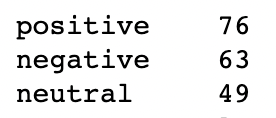 positive 76
negative 63
neutral 49